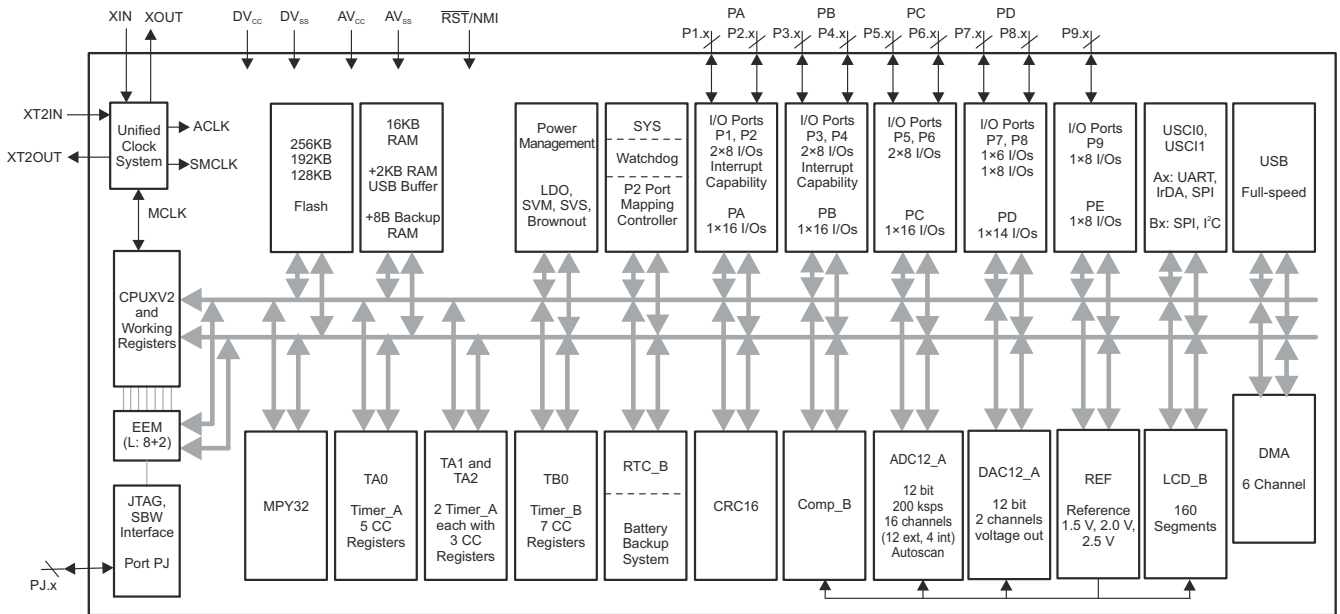 XIN XOUT DVCC DVSS AVCC AVSS RST/NMI
PA PB PC PD
P1.x P2.x P3.x P4.x P5.x P6.x P7.x P8.x P9.x
XT2IN
XT2OUT
Unified
Clock
System
ACLK
SMCLK
MCLK
256KB
192KB
128KB
Flash
16KB
RAM
+2KB RAM
USB Buffer
+8B Backup
RAM
Power
Management
LDO,
SVM, SVS,
Brownout
SYS
Watchdog
P2 Port
Mapping
Controller
I/O Ports
P1, P2
2×8 I/Os
Interrupt
Capability
PA
1×16 I/Os
I/O Ports
P3, P4
2×8 I/Os
Interrupt
Capability
PB
1×16 I/Os
I/O Ports
P5, P6
2×8 I/Os
PC
1×16 I/Os
I/O Ports
P7, P8
1×6 I/Os
1×8 I/Os
PD
1×14 I/Os
I/O Ports
P9
1×8 I/Os
PE
1×8 I/Os
USCI0,
USCI1
Ax: UART,
IrDA, SPI
Bx: SPI, I²C
USB
Full-speed
CPUXV2
and
Working
Registers
EEM
(L: 8+2)
JTAG,
SBW
Interface
Port PJ
PJ.x
MPY32
TA0
Timer_A
5 CC
Registers
TA1 and
TA2
2 Timer_A
each with
3 CC
Registers
TB0
Timer_B
7 CC
Registers
RTC_B
Battery
Backup
System
CRC16
Comp_B
ADC12_A
12 bit
200 ksps
16 channels
(12 ext, 4 int)
Autoscan
DAC12_A
12 bit
2 channels
voltage out
REF
Reference
1.5 V, 2.0 V,
2.5 V
LCD_B
160
Segments
DMA
6 Channel